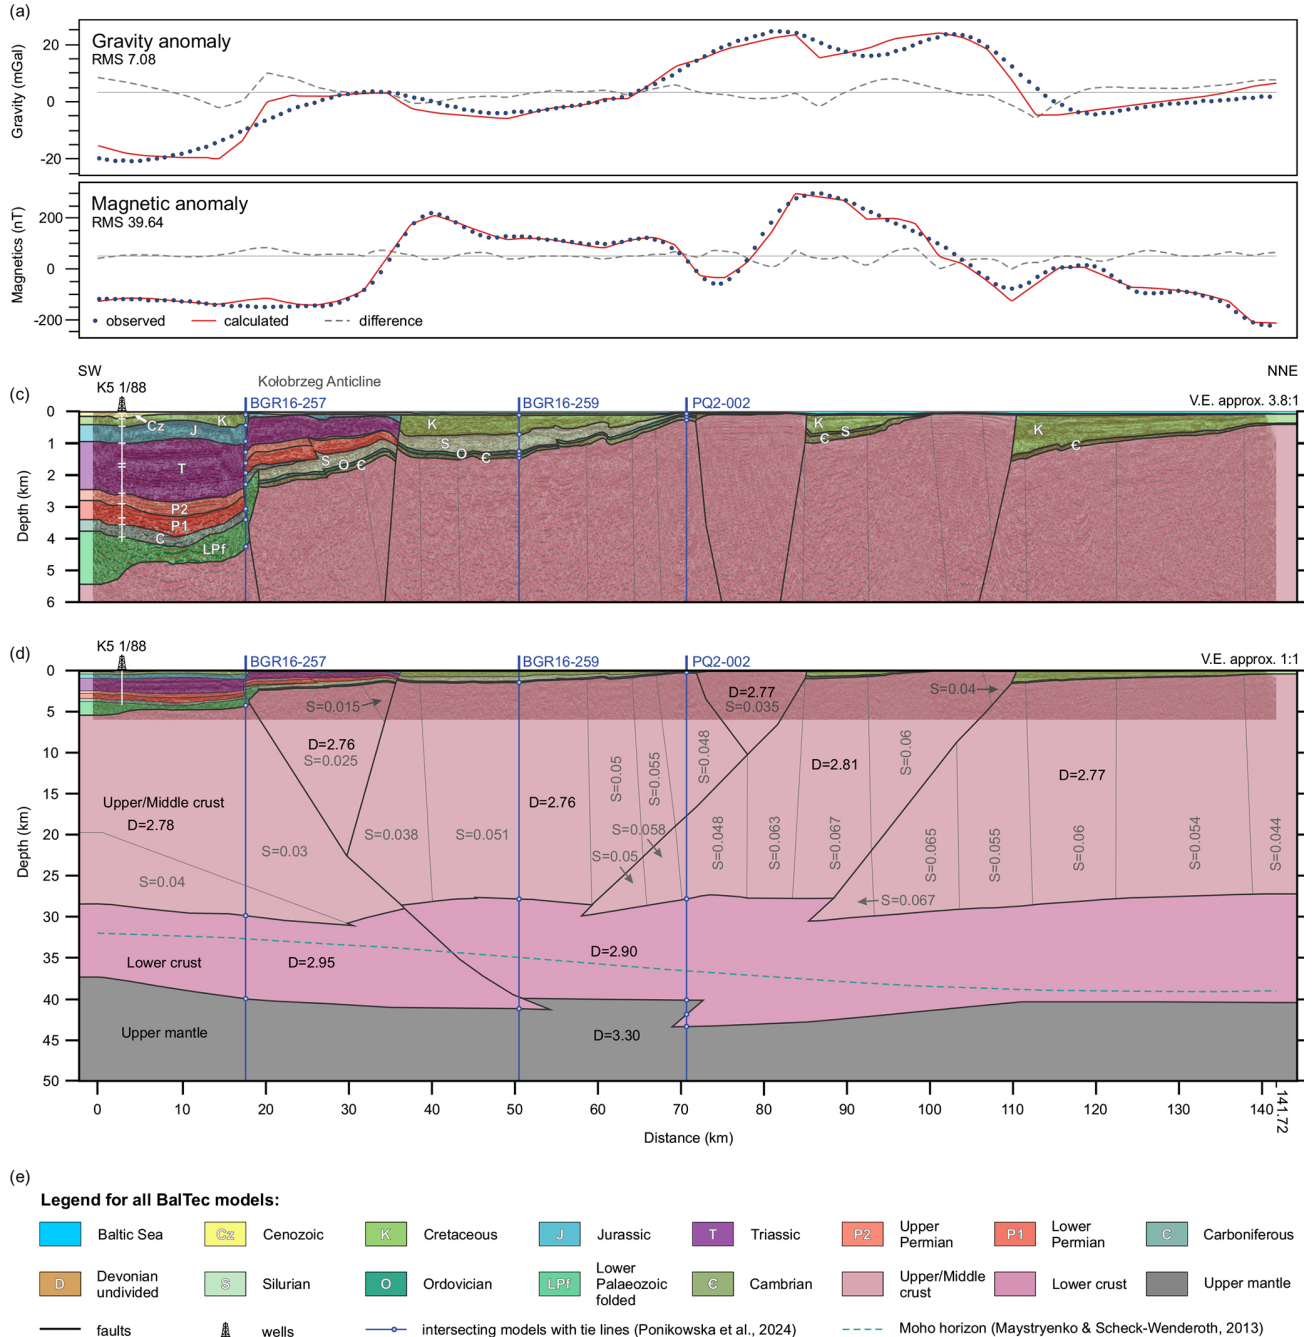 (a)
Gravity anomaly
RMS 7.08
Gravity (mGal)
20
0
-20
Magnetic anomaly
RMS 39.64
Magnetics (nT)
200
0
-200
observed
calculated
difference
(c)
SW
NNE
K5 1/88
Kołobrzeg Anticline
BGR16-257
BGR16-259
PQ2-002
V.E. approx. 3.8:1
Depth (km)
0
1
2
3
4
5
6
Cz
K
J
T
P2
P1
C
LPf
S
O
Є
K
S
O
Є
K
Є
S
K
Є
(d)
K5 1/88
BGR16-257
BGR16-259
PQ2-002
V.E. approx. 1:1
Depth (km)
0
5
10
15
20
25
30
35
40
45
50
S=0.015
D=2.76
S=0.025
D=2.77
S=0.035
S=0.04
S=0.048
S=0.05
S=0.055
D=2.81
S=0.06
D=2.77
Upper/Middle crust
D=2.78
D=2.76
S=0.038
S=0.051
S=0.058
S=0.05
S=0.03
S=0.04
S=0.048
S=0.063
S=0.067
S=0.065
S=0.055
S=0.06
S=0.054
S=0.044
S=0.067
Lower crust
D=2.95
D=2.90
Upper mantle
D=3.30
0
10
20
30
40
50
60
70
80
90
100
110
120
130
140
141.72
Distance (km)
(e)
Legend for all BalTec models:
Baltic Sea
Cz
Cenozoic
K
Cretaceous
J
Jurassic
T
Triassic
P2
Upper
Permian
P1
Lower
Permian
C
Carboniferous
D
Devonian
undivided
S
Silurian
O
Ordovician
LPf
Lower
Palaeozoic
folded
Є
Cambrian
Upper/Middle
crust
Lower crust
Upper mantle
faults
wells
intersecting models with tie lines (Ponikowska et al., 2024)
Moho horizon (Maystryenko & Scheck-Wenderoth, 2013)